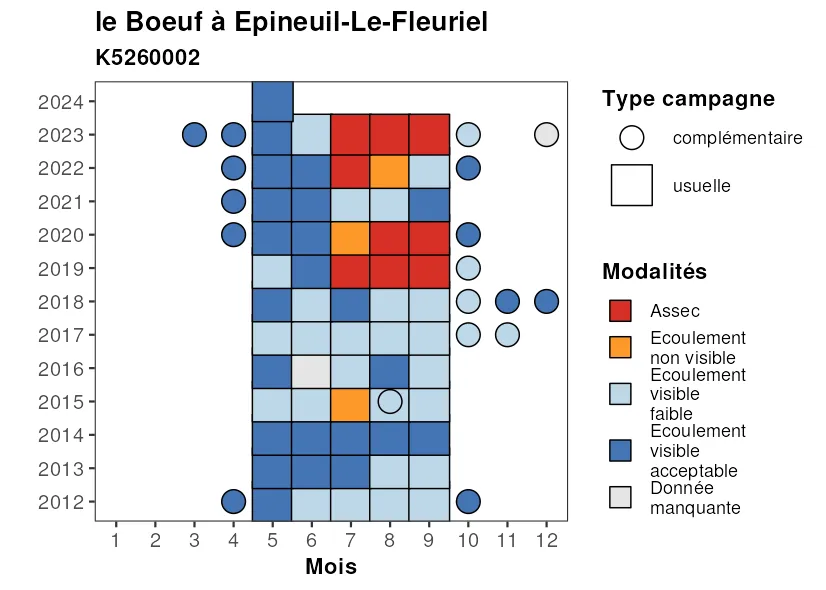 le Boeuf à Epineuil-Le-Fleuriel
K5260002
2024
2023
2022
2021
2020
2019
2018
2017
2016
2015
2014
2013
2012
1 2 3 4 5 6 7 8 9 10 11 12
Mois
Type campagne
complémentaire
usuelle
Modalités
Assec
Ecoulement
non visible
Ecoulement
visible
faible
Ecoulement
visible
acceptable
Donnée
manquante